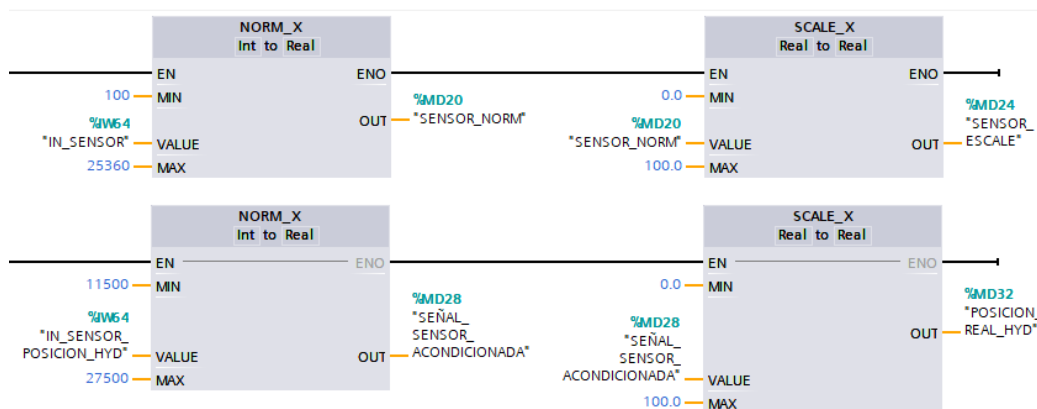 NORM_X
Int to Real
EN
ENO
100
MIN
%MD20
"SENSOR_NORM"
OUT
%IW64
"IN_SENSOR"
VALUE
25360
MAX
SCALE_X
Real to Real
EN
ENO
0.0
MIN
%MD24
"SENSOR_
ESCALE"
OUT
%MD20
"SENSOR_NORM"
VALUE
100.0
MAX
NORM_X
Int to Real
EN
ENO
11500
MIN
%MD28
"SEÑAL_
SENSOR_
ACONDICIONADA"
OUT
%IW64
"IN_SENSOR_
POSICION_HYD"
VALUE
27500
MAX
SCALE_X
Real to Real
EN
ENO
0.0
MIN
%MD32
"POSICION_
REAL_HYD"
OUT
%MD28
"SEÑAL_
SENSOR_
ACONDICIONADA"
VALUE
100.0
MAX